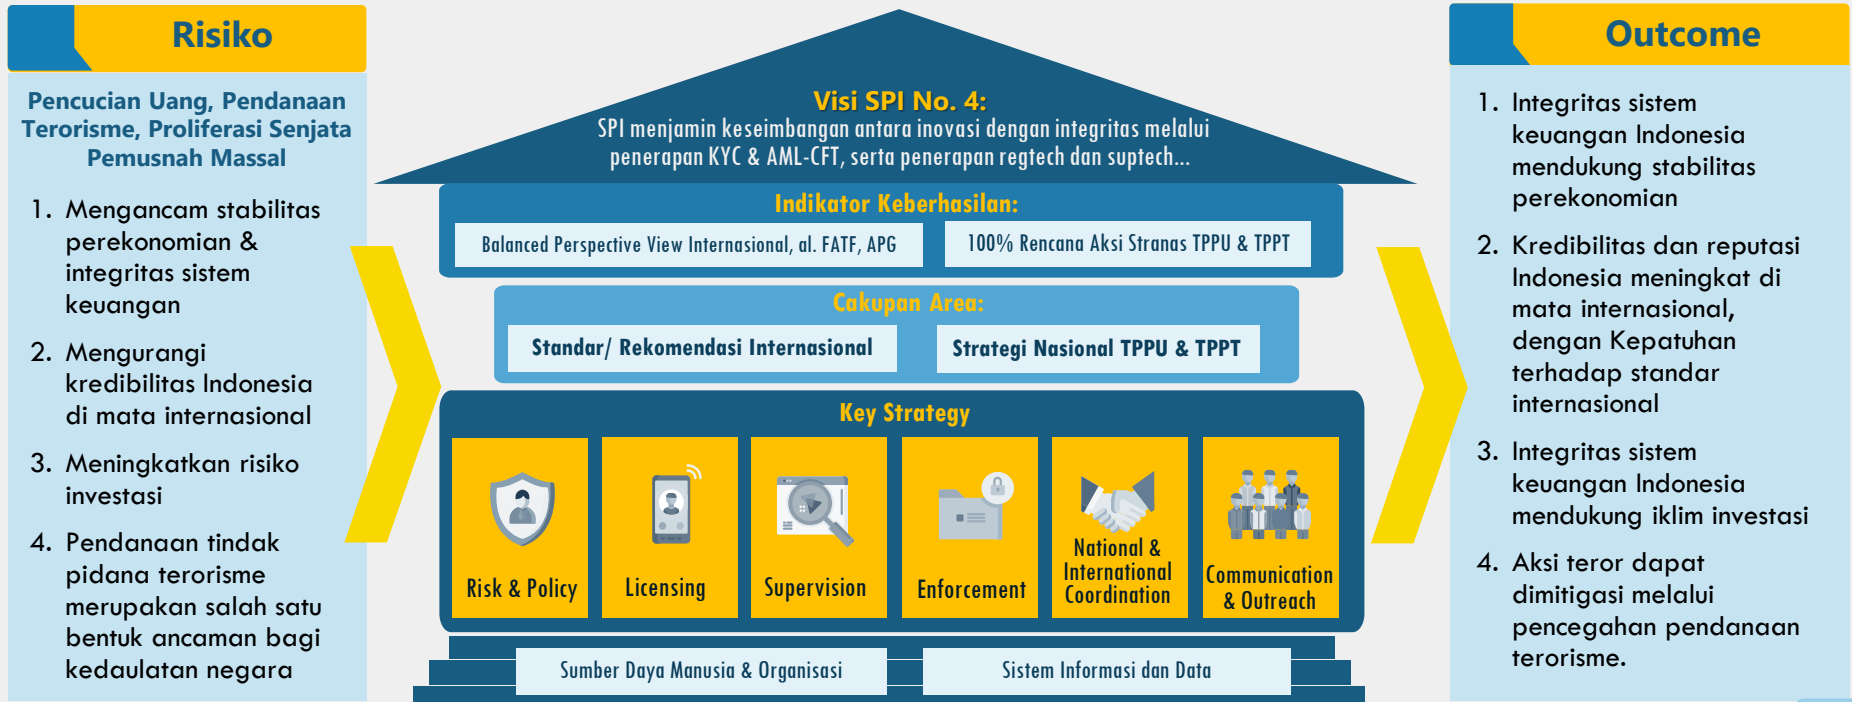 Risiko
Pencucian Uang, Pendanaan
Terorisme, Proliferasi Senjata
Pemusnah Massal
1. Mengancam stabilitas
perekonomian &
integritas sistem
keuangan
2. Mengurangi
kredibilitas Indonesia
di mata internasional
3. Meningkatkan risiko
investasi
4. Pendanaan tindak
pidana terorisme
merupakan salah satu
bentuk ancaman bagi
kedaulatan negara
Visi SPI No. 4:
SPI menjamin keseimbangan antara inovasi dengan integritas melalui
penerapan KYC & AML-CFT, serta penerapan regtech dan suptech...
Indikator Keberhasilan:
Balanced Perspective View Internasional, al. FATF, APG
100% Rencana Aksi Stranas TPPU & TPPT
Cakupan Area:
Standar/ Rekomendasi Internasional
Strategi Nasional TPPU & TPPT
Key Strategy
Risk & Policy
Licensing
Supervision
Enforcement
National &
International
Coordination
Communication
& Outreach
Sumber Daya Manusia & Organisasi
Sistem Informasi dan Data
Outcome
1. Integritas sistem
keuangan Indonesia
mendukung stabilitas
perekonomian
2. Kredibilitas dan reputasi
Indonesia meningkat di
mata internasional,
dengan Kepatuhan
terhadap standar
internasional
3. Integritas sistem
keuangan Indonesia
mendukung iklim investasi
4. Aksi teror dapat
dimitigasi melalui
pencegahan pendanaan
terorisme.